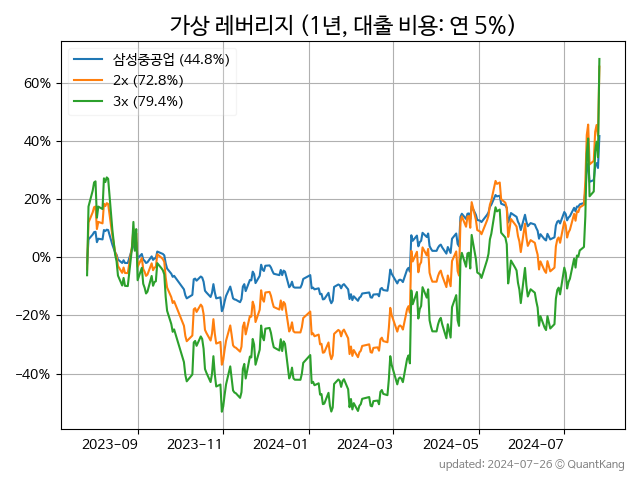 가상 레버리지 (1년, 대출 비용: 연 5%)
삼성중공업 (44.8%)
2x (72.8%)
3x (79.4%)
60%
40%
20%
0%
−20%
−40%
2023-09 2023-11 2024-01 2024-03 2024-05 2024-07
updated: 2024-07-26 © QuantKang